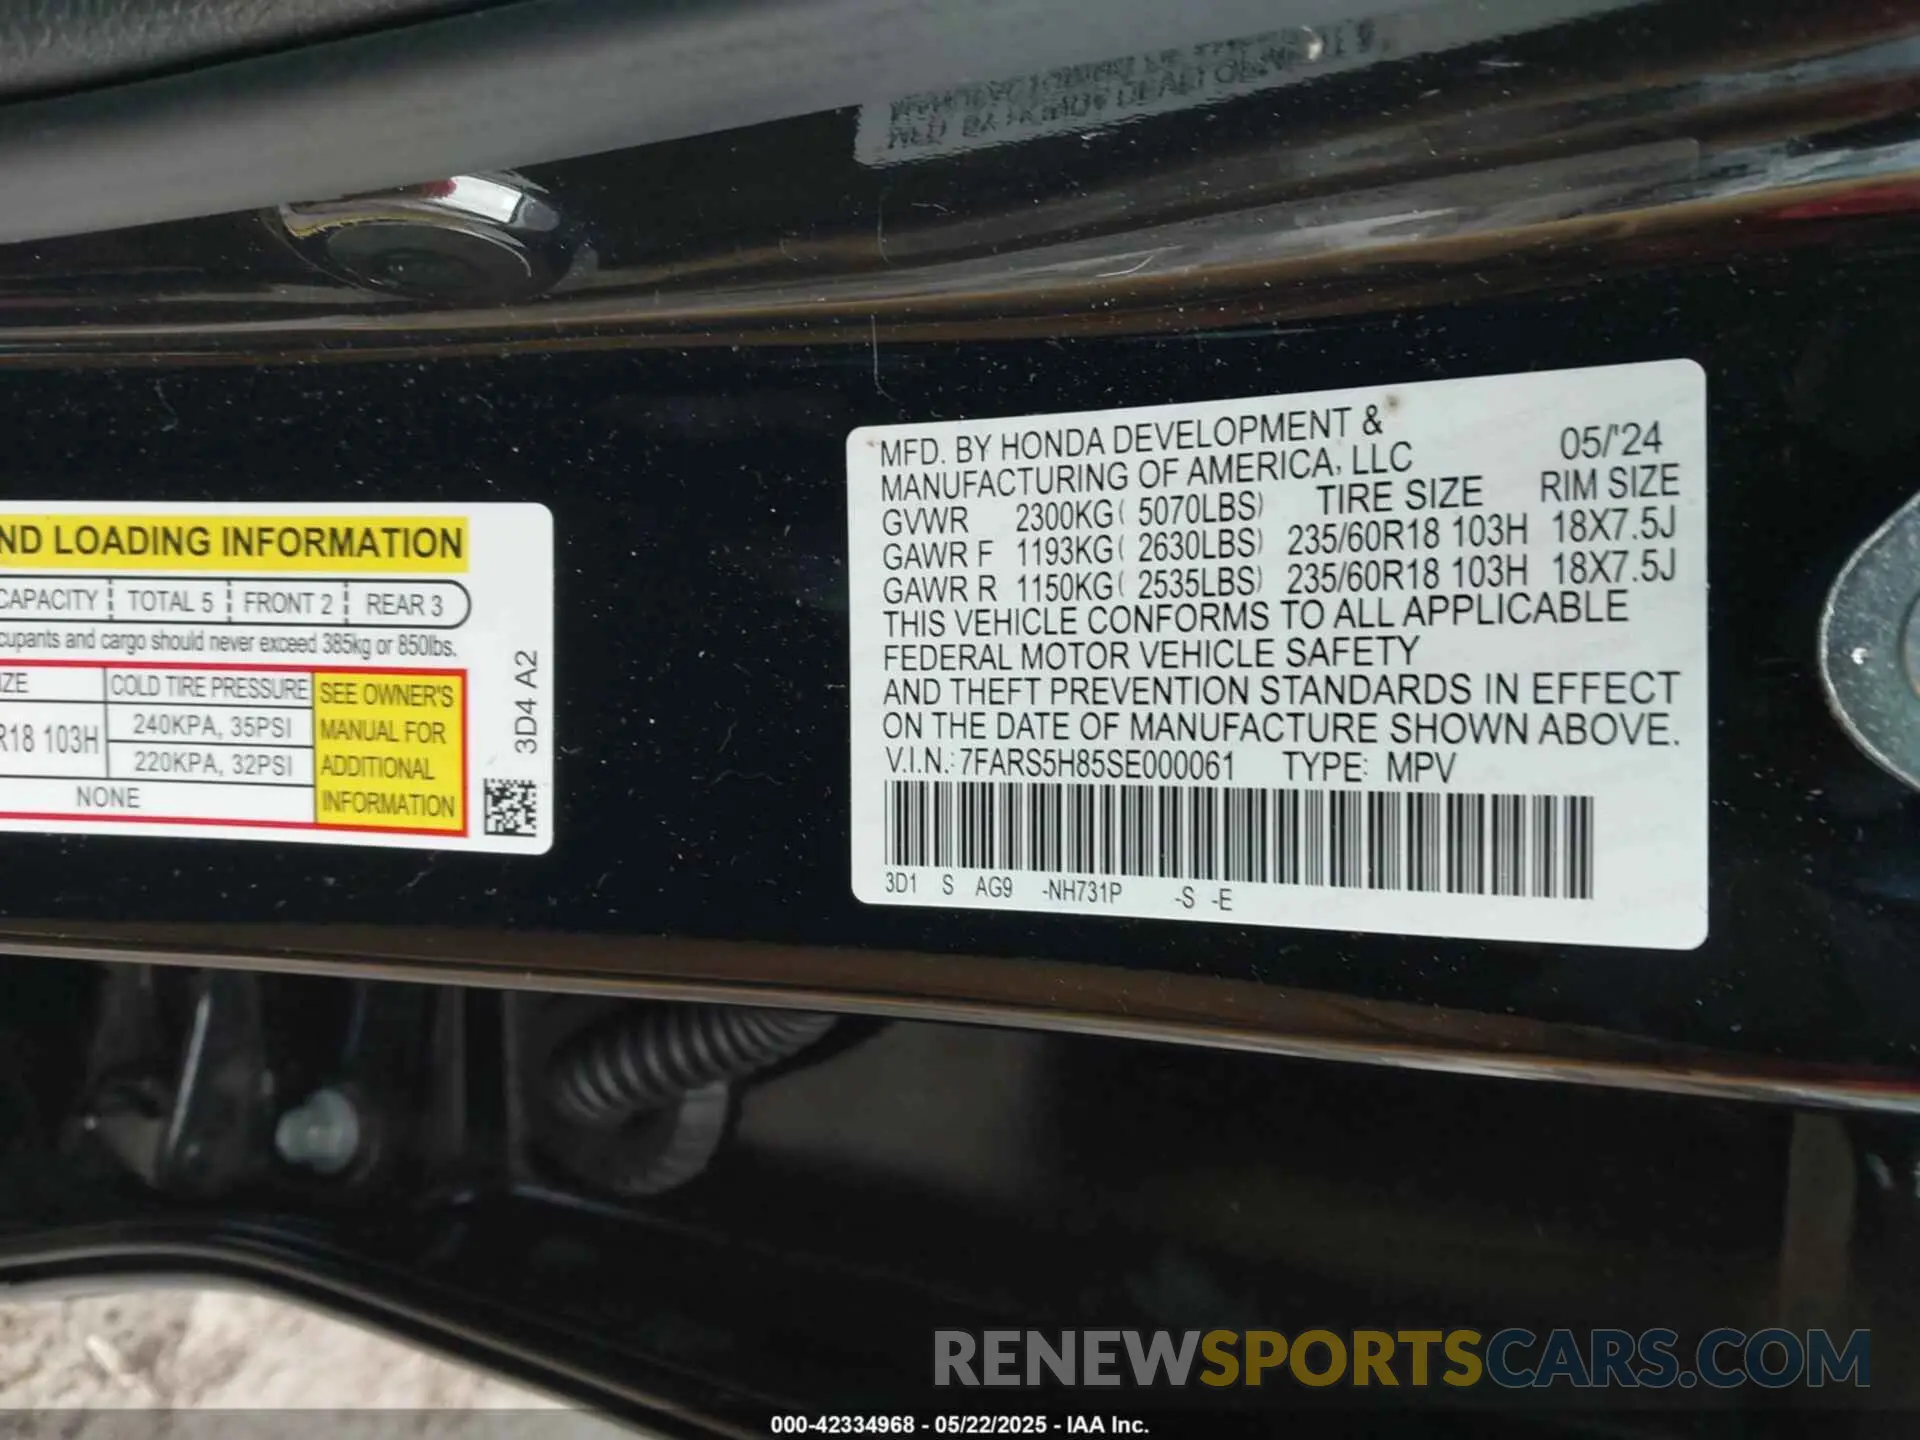 MFD. BY HONDA DEVELOPMENT &
MANUFACTURING OF AMERICA, LLC 05/'24
GVWR 2300KG( 5070LBS) TIRE SIZE RIM SIZE
GAWR F 1193KG( 2630LBS) 235/60R18 103H 18X7.5J
GAWR R 1150KG( 2535LBS) 235/60R18 103H 18X7.5J
THIS VEHICLE CONFORMS TO ALL APPLICABLE
FEDERAL MOTOR VEHICLE SAFETY
AND THEFT PREVENTION STANDARDS IN EFFECT
ON THE DATE OF MANUFACTURE SHOWN ABOVE.
V.I.N.: 7FARS5H85SE000061 TYPE: MPV
3D1 S AG9 -NH731P -S -E
ND LOADING INFORMATION
CAPACITY TOTAL 5 FRONT 2 REAR 3
cupants and cargo should never exceed 385kg or 850lbs.
IZE COLD TIRE PRESSURE
R18 103H 240KPA, 35PSI
220KPA, 32PSI
NONE
SEE OWNER'S
MANUAL FOR
ADDITIONAL
INFORMATION
3D4 A2
RENEWSPORTSCARS.COM
000-42334968 - 05/22/2025 - IAA Inc.